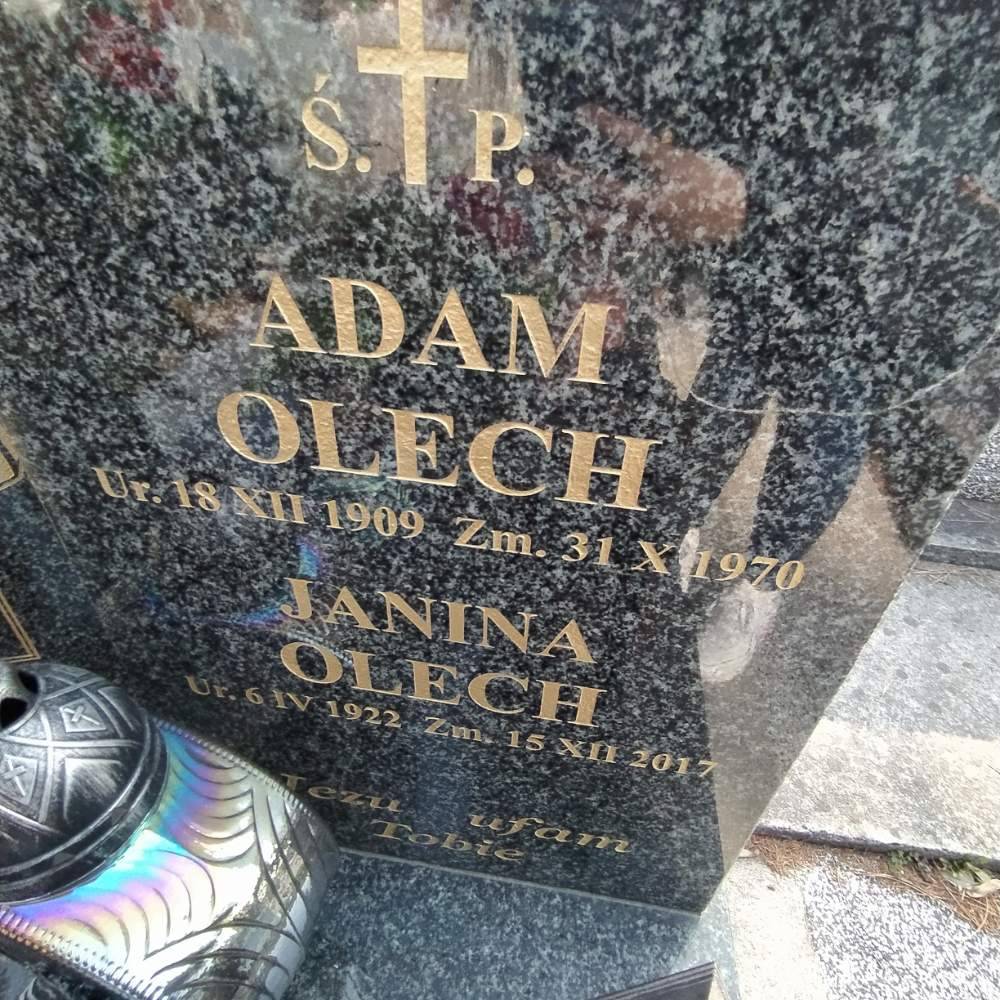 Ś. P.
ADAM
OLECH
Ur. 18 XII 1909 Zm. 31 X 1970
JANINA
OLECH
Ur. 6 IV 1922 Zm. 15 XII 2017
Jezu ufam
Tobie